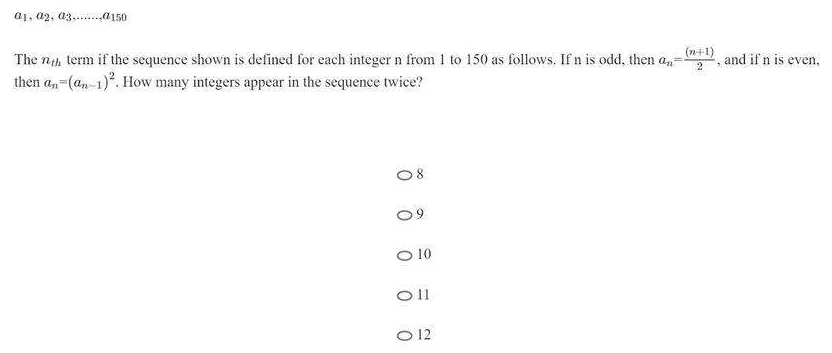 a₁, a₂, a₃,.......,a₁₅₀
The nₜₕ term if the sequence shown is defined for each integer n from 1 to 150 as follows. If n is odd, then aₙ=(n+1)/2, and if n is even,
then aₙ=(aₙ₋₁)². How many integers appear in the sequence twice?
8
9
10
11
12